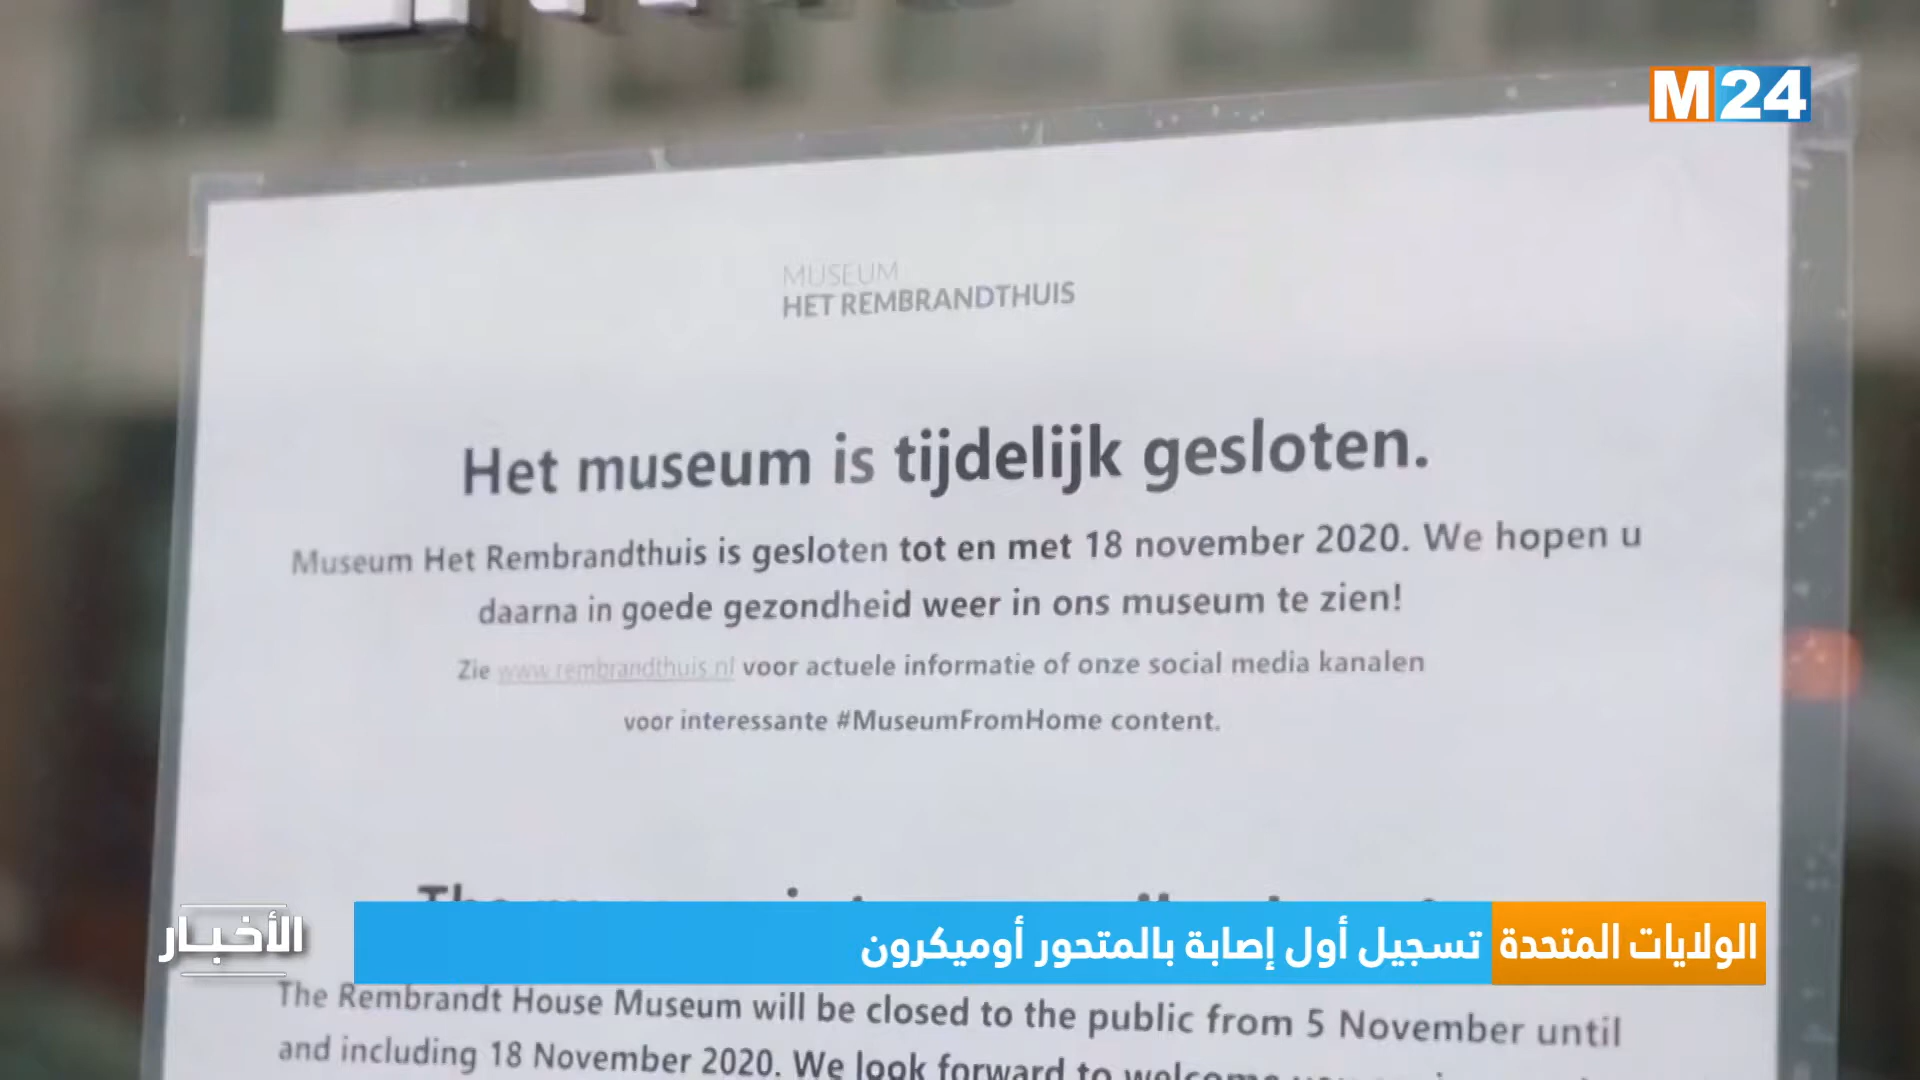 M24
MUSEUM
HET REMBRANDTHUIS
Het museum is tijdelijk gesloten.
Museum Het Rembrandthuis is gesloten tot en met 18 november 2020. We hopen u
daarna in goede gezondheid weer in ons museum te zien!
Zie www.rembrandthuis.nl voor actuele informatie of onze social media kanalen
voor interessante #MuseumFromHome content.
الولايات المتحدة تسجيل أول إصابة بالمتحور أوميكرون
الأخبار
The Rembrandt House Museum will be closed to the public from 5 November until
and including 18 November 2020. We look forward to welcome